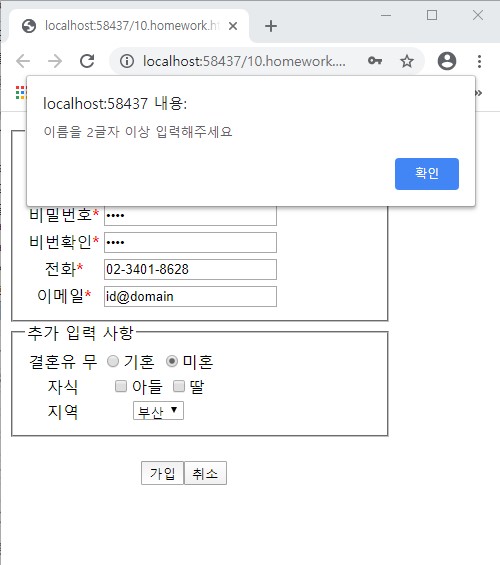 localhost:58437/10.homework.h
localhost:58437/10.homework....
localhost:58437 내용:
이름을 2글자 이상 입력해주세요
확인
비밀번호* ••••
비번확인* ••••
전화* 02-3401-8628
이메일* id@domain
추가 입력 사항
결혼유 무 기혼 미혼
자식 아들 딸
지역 부산
가입 취소